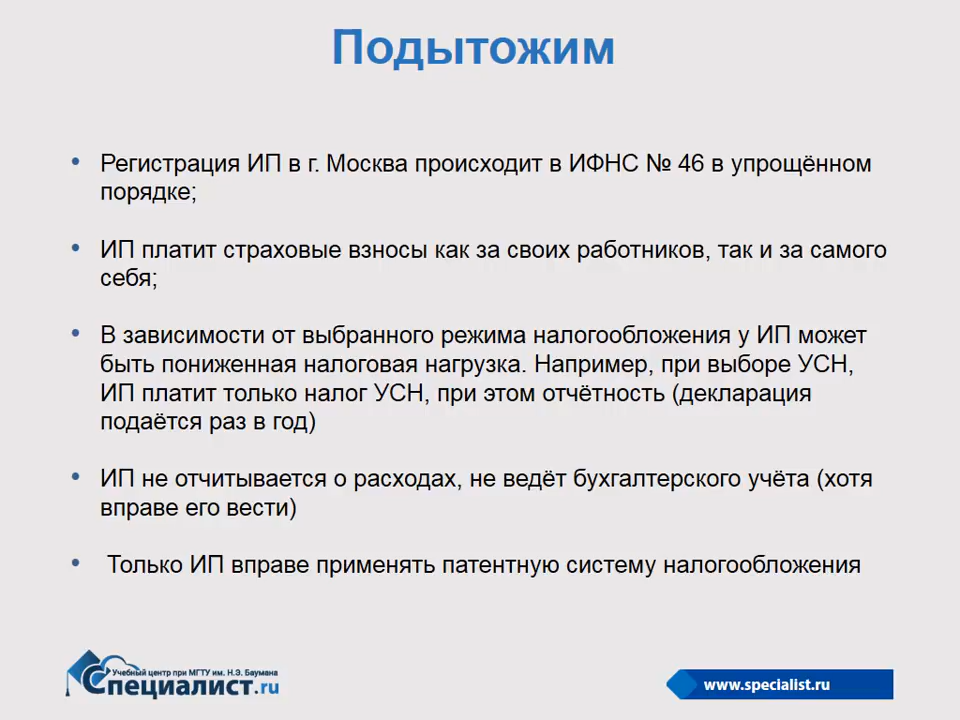 Подытожим
• Регистрация ИП в г. Москва происходит в ИФНС № 46 в упрощённом
порядке;
• ИП платит страховые взносы как за своих работников, так и за самого
себя;
• В зависимости от выбранного режима налогообложения у ИП может
быть пониженная налоговая нагрузка. Например, при выборе УСН,
ИП платит только налог УСН, при этом отчётность (декларация
подаётся раз в год)
• ИП не отчитывается о расходах, не ведёт бухгалтерского учёта (хотя
вправе его вести)
• Только ИП вправе применять патентную систему налогообложения
Учебный центр при МГТУ им. Н.Э. Баумана
Специалист.ru
www.specialist.ru